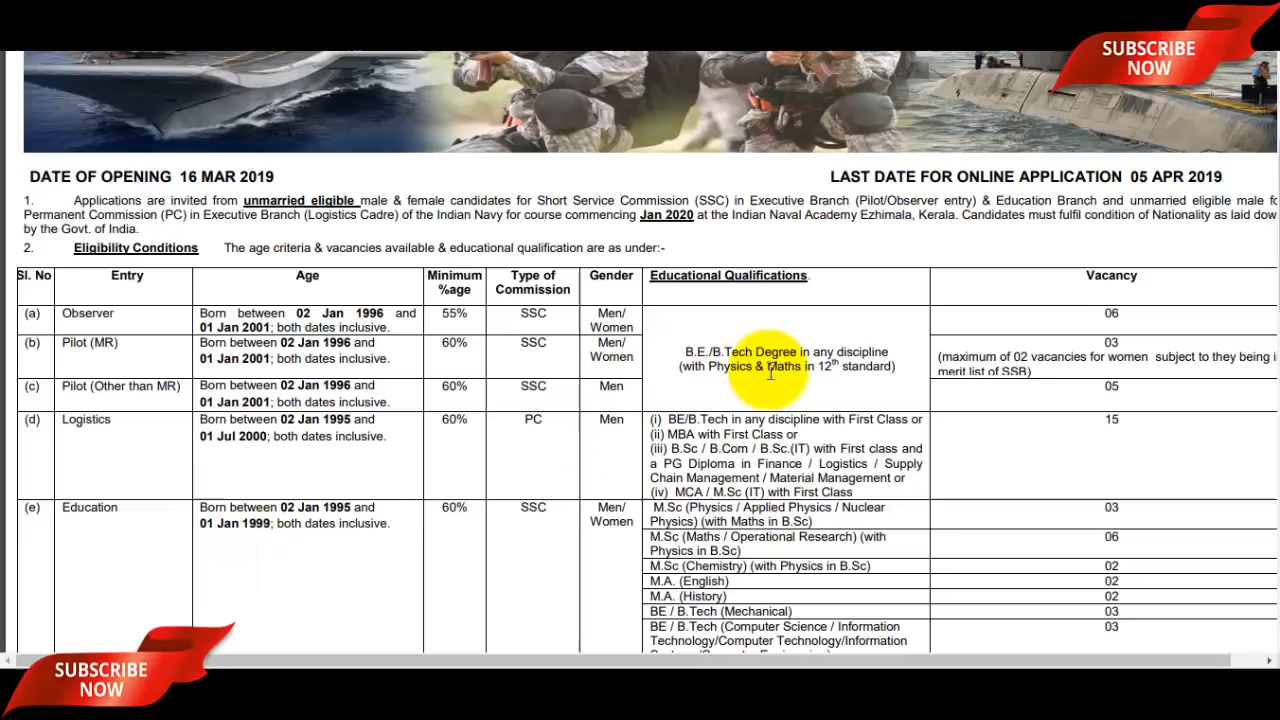 SUBSCRIBE
NOW
DATE OF OPENING 16 MAR 2019
LAST DATE FOR ONLINE APPLICATION 05 APR 2019
1. Applications are invited from unmarried eligible male & female candidates for Short Service Commission (SSC) in Executive Branch (Pilot/Observer entry) & Education Branch and unmarried eligible male
Permanent Commission (PC) in Executive Branch (Logistics Cadre) of the Indian Navy for course commencing Jan 2020 at the Indian Naval Academy Ezhimala, Kerala. Candidates must fulfil condition of Nationality as laid
by the Govt. of India.
2. Eligibility Conditions The age criteria & vacancies available & educational qualification are as under:-
Sl. No Entry Age Minimum %age Type of Commission Gender Educational Qualifications. Vacancy
(a) Observer Born between 02 Jan 1996 and 01 Jan 2001; both dates inclusive. 55% SSC Men/ Women 06
(b) Pilot (MR) Born between 02 Jan 1996 and 01 Jan 2001; both dates inclusive. 60% SSC Men/ Women 03
B.E./B.Tech Degree in any discipline
(with Physics & Maths in 12th standard)
(maximum of 02 vacancies for women subject to they being
merit list of SSB)
(c) Pilot (Other than MR) Born between 02 Jan 1996 and 01 Jan 2001; both dates inclusive. 60% SSC Men 05
(d) Logistics Born between 02 Jan 1995 and 01 Jul 2000; both dates inclusive. 60% PC Men 15
(i) BE/B.Tech in any discipline with First Class or
(ii) MBA with First Class or
(iii) B.Sc / B.Com / B.Sc.(IT) with First class and
a PG Diploma in Finance / Logistics / Supply
Chain Management / Material Management or
(iv) MCA / M.Sc (IT) with First Class
(e) Education Born between 02 Jan 1995 and 01 Jan 1999; both dates inclusive. 60% SSC Men/ Women
M.Sc (Physics / Applied Physics / Nuclear 03
Physics) (with Maths in B.Sc)
M.Sc (Maths / Operational Research) (with 06
Physics in B.Sc)
M.Sc (Chemistry) (with Physics in B.Sc) 02
M.A. (English) 02
M.A. (History) 02
BE / B.Tech (Mechanical) 03
BE / B.Tech (Computer Science / Information 03
Technology/Computer Technology/Information
SUBSCRIBE
NOW